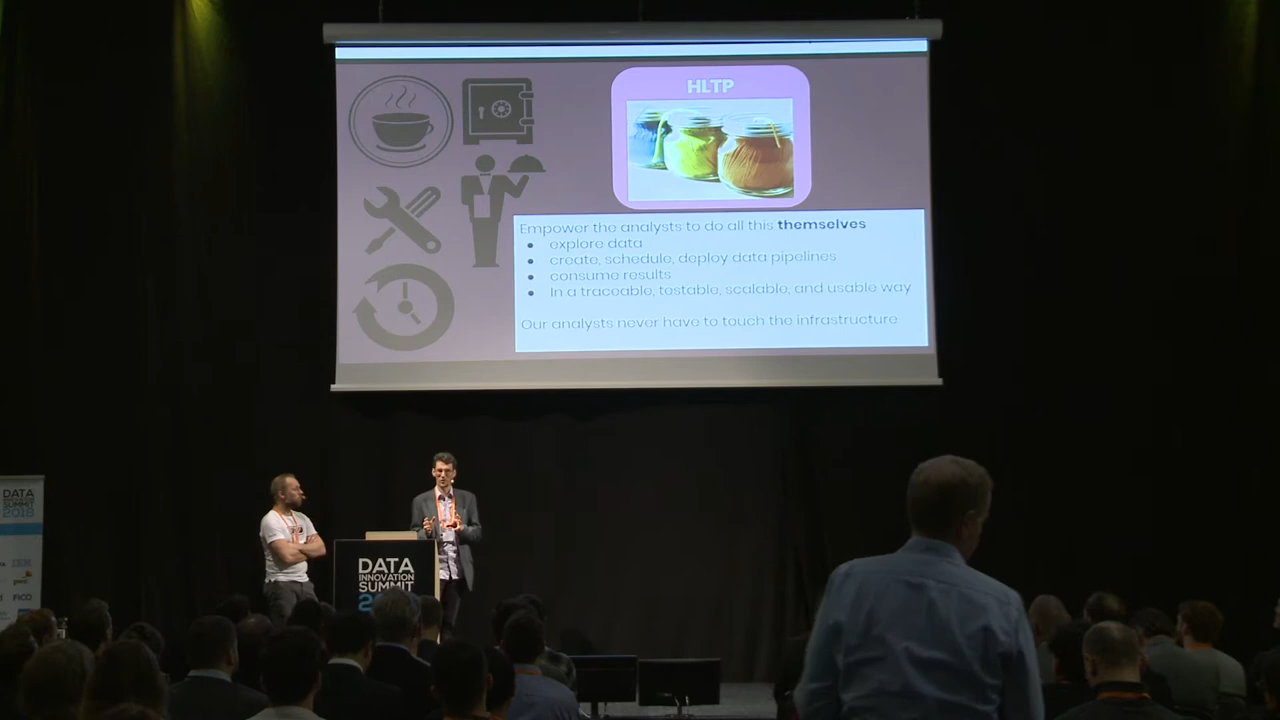 HLTP
Empower the analysts to do all this themselves
explore data
create, schedule, deploy data pipelines
consume results
In a traceable, testable, scalable, and usable way
Our analysts never have to touch the infrastructure
DATA
INNOVATION
SUMMIT
2018
FICO
DATA
INNOVATION
SUMMIT